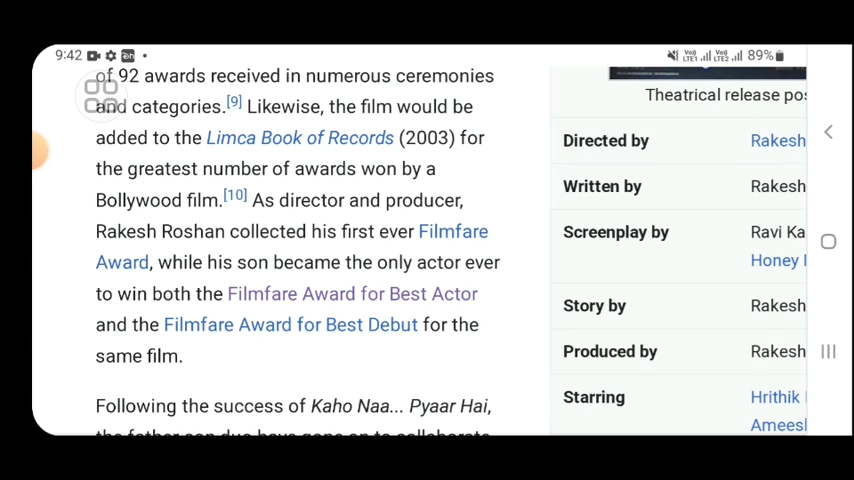 9:42
89%
of 92 awards received in numerous ceremonies
and categories.[9] Likewise, the film would be
added to the Limca Book of Records (2003) for
the greatest number of awards won by a
Bollywood film.[10] As director and producer,
Rakesh Roshan collected his first ever Filmfare
Award, while his son became the only actor ever
to win both the Filmfare Award for Best Actor
and the Filmfare Award for Best Debut for the
same film.
Following the success of Kaho Naa... Pyaar Hai,
Theatrical release pos
Directed by Rakesh
Written by Rakesh
Screenplay by Ravi Ka
Honey
Story by Rakesh
Produced by Rakesh
Starring Hrithik
Amees